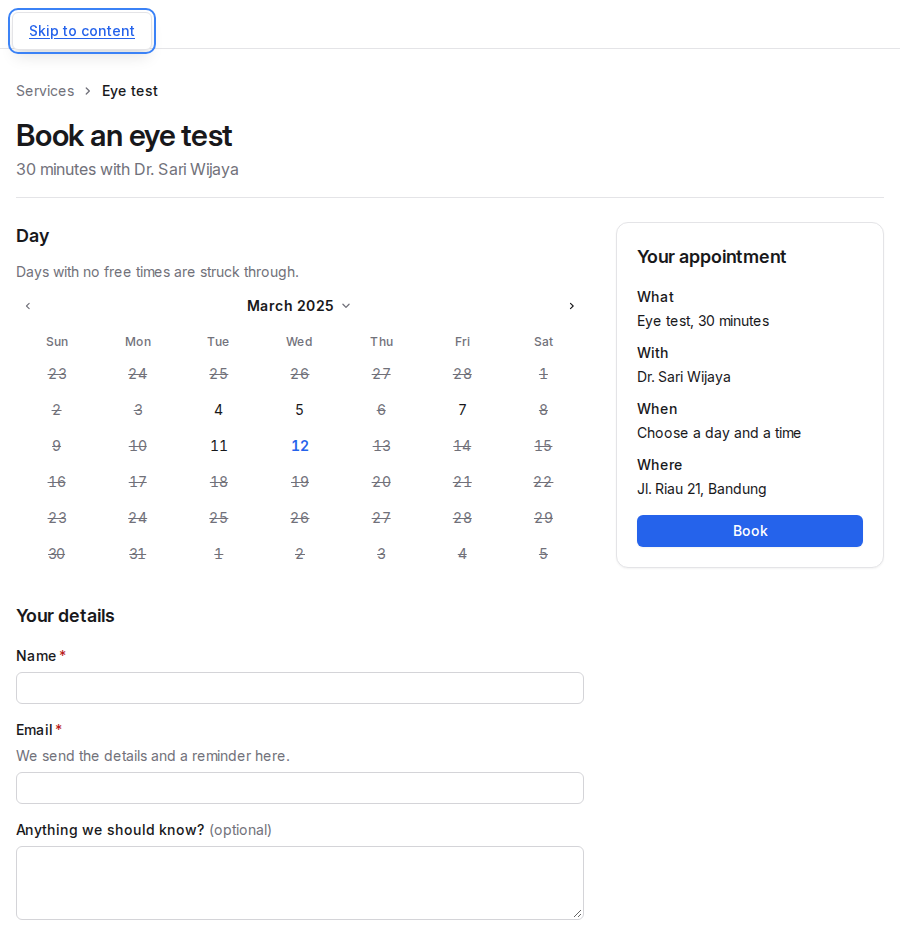 Skip to content
Services > Eye test
Book an eye test
30 minutes with Dr. Sari Wijaya
Day
Days with no free times are struck through.
March 2025
Sun Mon Tue Wed Thu Fri Sat
23 24 25 26 27 28 1
2 3 4 5 6 7 8
9 10 11 12 13 14 15
16 17 18 19 20 21 22
23 24 25 26 27 28 29
30 31 1 2 3 4 5
Your appointment
What
Eye test, 30 minutes
With
Dr. Sari Wijaya
When
Choose a day and a time
Where
Jl. Riau 21, Bandung
Book
Your details
Name *
Email *
We send the details and a reminder here.
Anything we should know? (optional)